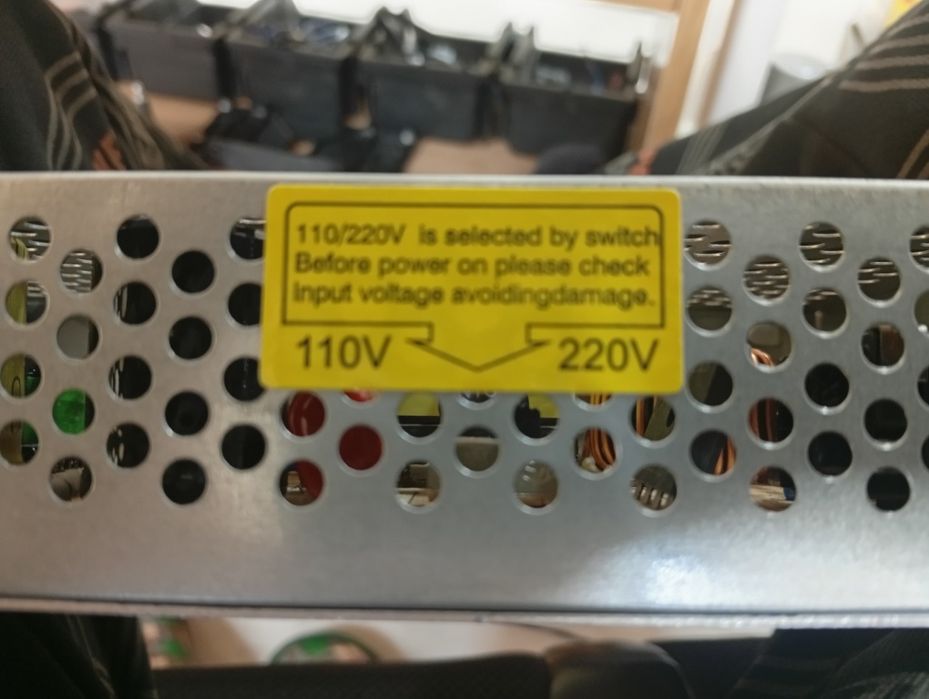 110/220V is selected by switch
Before power on please check
Input voltage avoidingdamage.
110V 220V